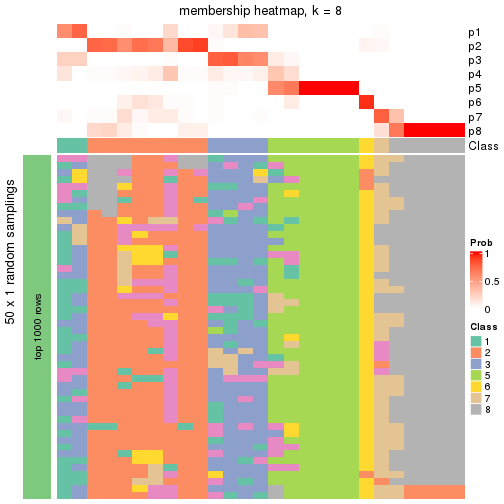 membership heatmap, k = 8
p1
p2
p3
p4
p5
p6
p7
p8
Class
50 x 1 random samplings
top 1000 rows
Prob
1
0.5
0
Class
1
2
3
4
5
6
7
8